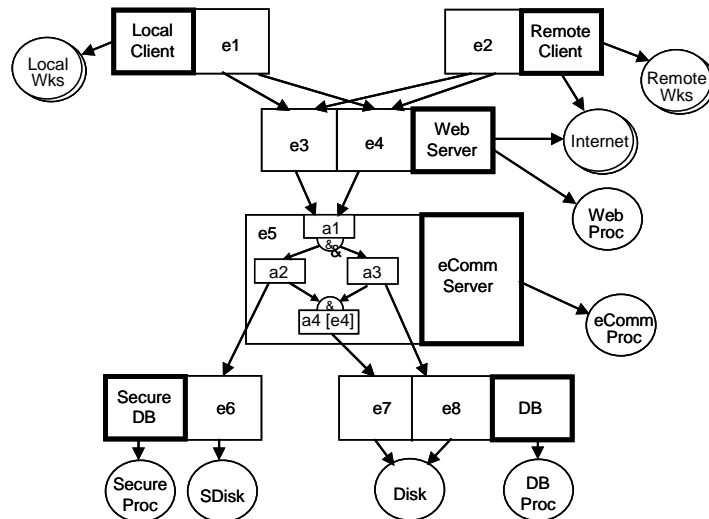 Local
Client
e1
e2
Remote
Client
Local
Wks
Remote
Wks
e3
e4
Web
Server
Internet
Web
Proc
e5
a1
&
&
a2
a3
&
a4 [e4]
eComm
Server
eComm
Proc
Secure
DB
e6
e7
e8
DB
Secure
Proc
SDisk
Disk
DB
Proc